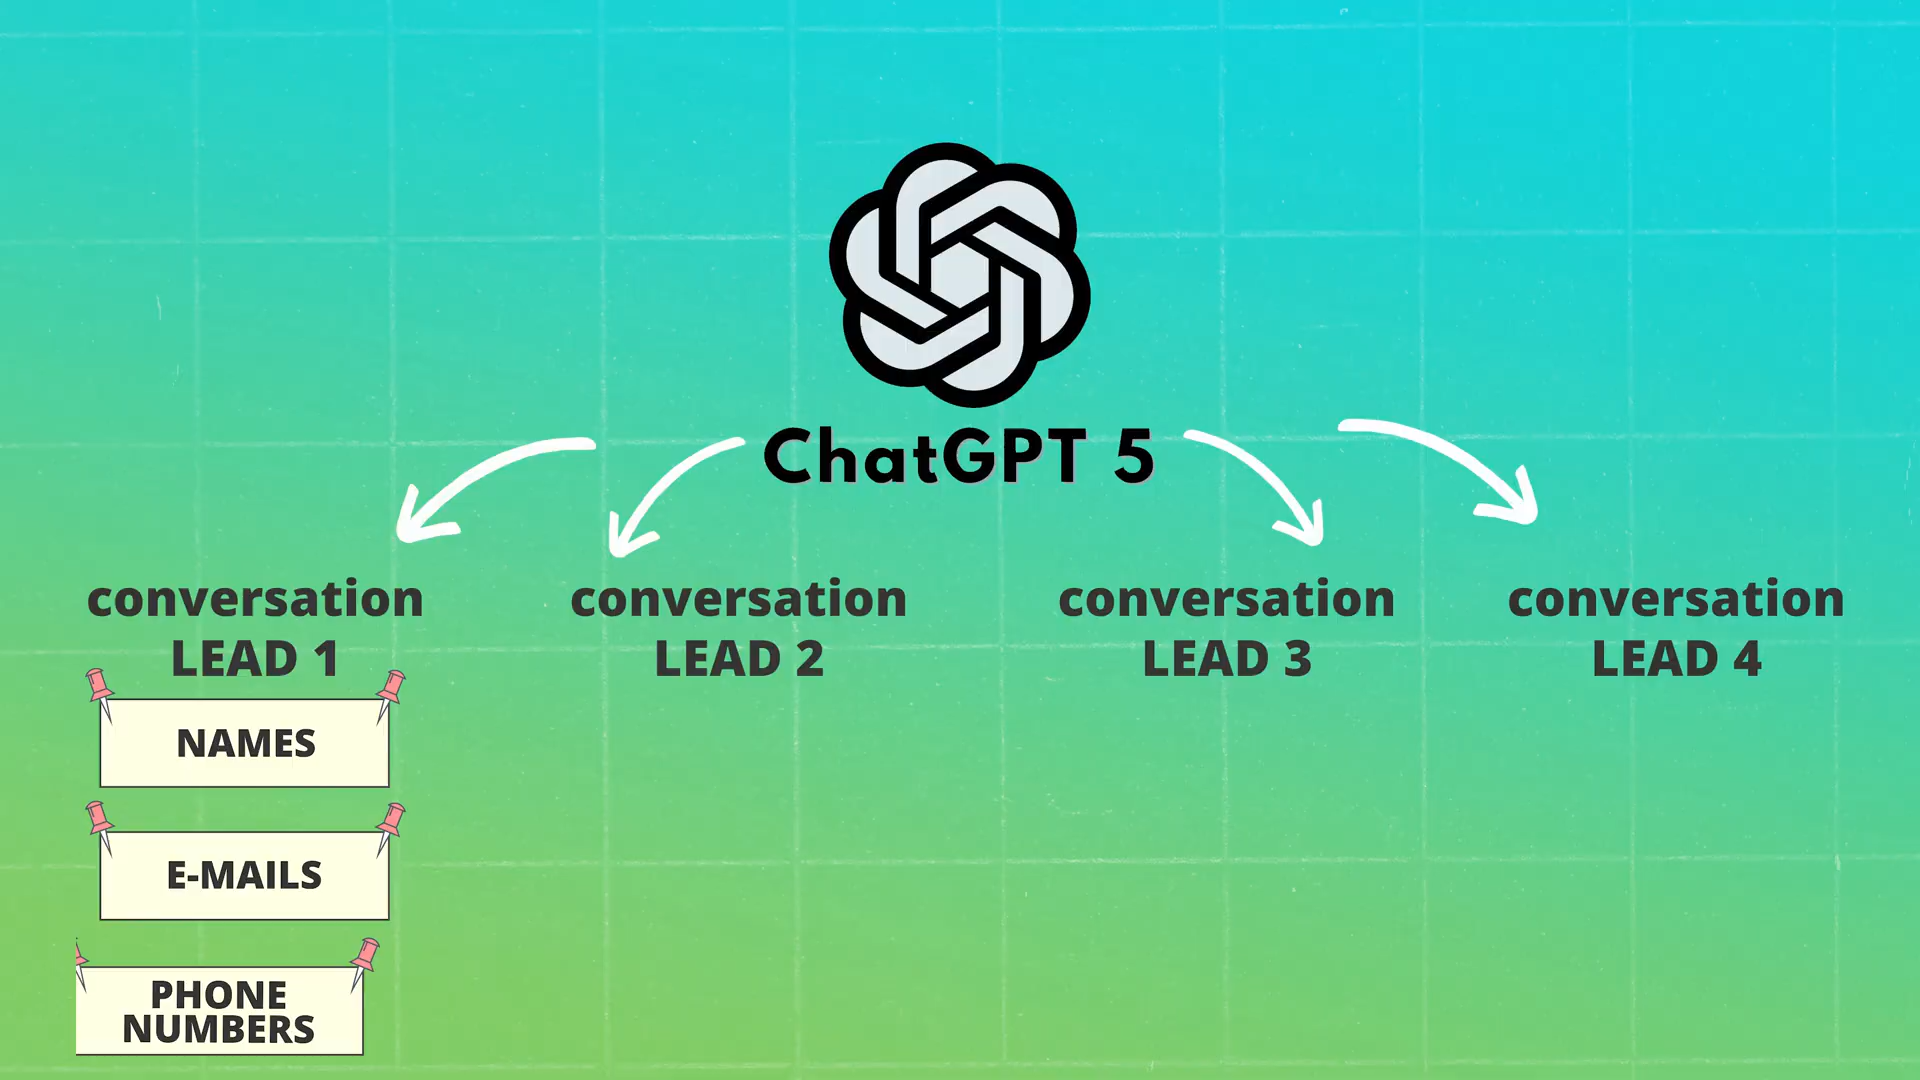 ChatGPT 5
conversation
LEAD 1
conversation
LEAD 2
conversation
LEAD 3
conversation
LEAD 4
NAMES
E-MAILS
PHONE
NUMBERS